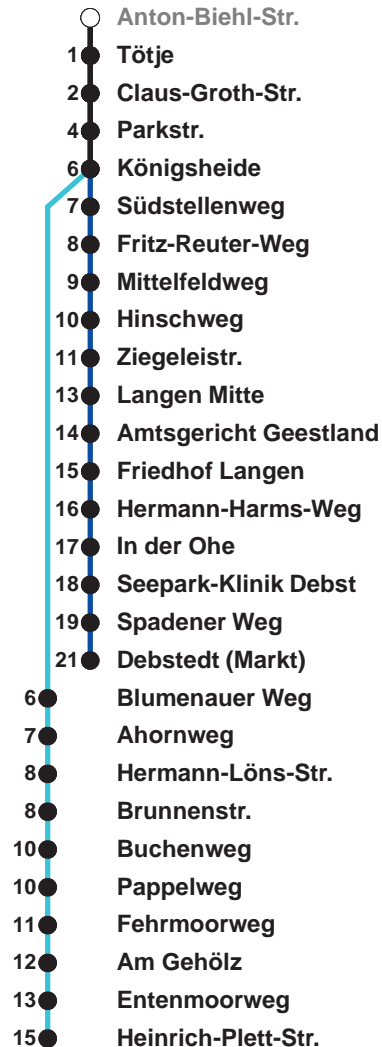 Anton-Biehl-Str.
1 Tötje
2 Claus-Groth-Str.
4 Parkstr.
6 Königsheide
7 Südstellenweg
8 Fritz-Reuter-Weg
9 Mittelfeldweg
10 Hinschweg
11 Ziegeleistr.
13 Langen Mitte
14 Amtsgericht Geestland
15 Friedhof Langen
16 Hermann-Harms-Weg
17 In der Ohe
18 Seepark-Klinik Debst
19 Spadener Weg
21 Debstedt (Markt)
6 Blumenauer Weg
7 Ahornweg
8 Hermann-Löns-Str.
8 Brunnenstr.
10 Buchenweg
10 Pappelweg
11 Fehrmoorweg
12 Am Gehölz
13 Entenmoorweg
15 Heinrich-Plett-Str.